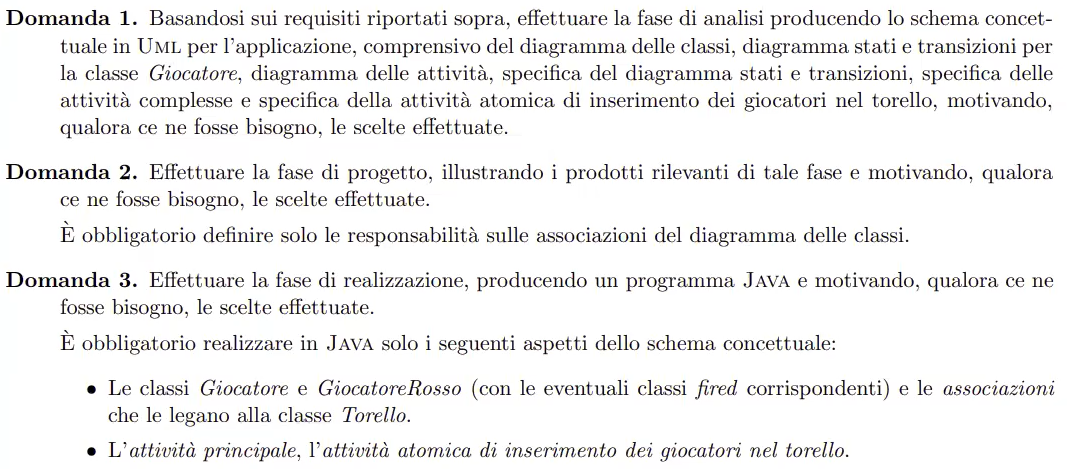 Domanda 1. Basandosi sui requisiti riportati sopra, effettuare la fase di analisi producendo lo schema concet-
tuale in UML per l'applicazione, comprensivo del diagramma delle classi, diagramma stati e transizioni per
la classe Giocatore, diagramma delle attività, specifica del diagramma stati e transizioni, specifica delle
attività complesse e specifica della attività atomica di inserimento dei giocatori nel torello, motivando,
qualora ce ne fosse bisogno, le scelte effettuate.
Domanda 2. Effettuare la fase di progetto, illustrando i prodotti rilevanti di tale fase e motivando, qualora
ce ne fosse bisogno, le scelte effettuate.
È obbligatorio definire solo le responsabilità sulle associazioni del diagramma delle classi.
Domanda 3. Effettuare la fase di realizzazione, producendo un programma JAVA e motivando, qualora ce ne
fosse bisogno, le scelte effettuate.
È obbligatorio realizzare in JAVA solo i seguenti aspetti dello schema concettuale:
• Le classi Giocatore e GiocatoreRosso (con le eventuali classi fired corrispondenti) e le associazioni
che le legano alla classe Torello.
• L'attività principale, l'attività atomica di inserimento dei giocatori nel torello.